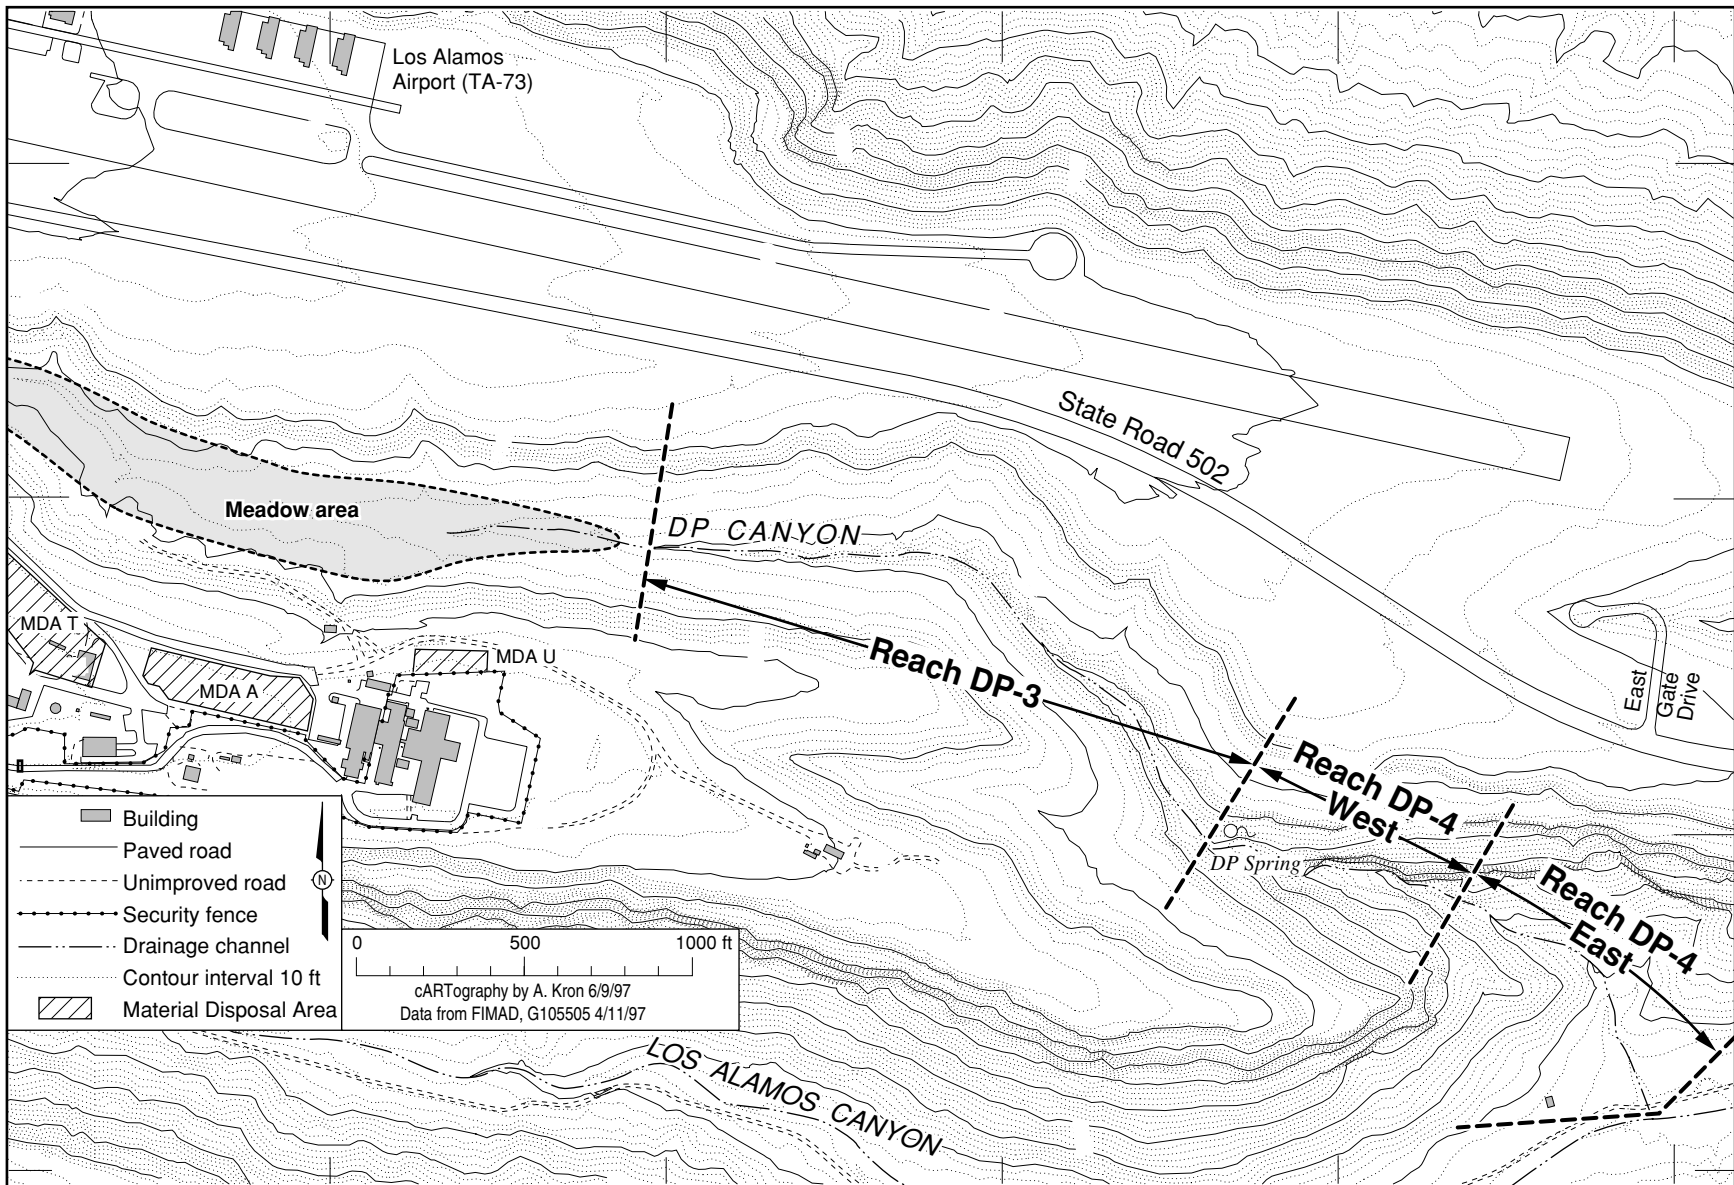 Los Alamos
Airport (TA-73)
State Road 502
Meadow area
DP CANYON
MDA T
MDA A
MDA U
Reach DP-3
East
Gate
Drive
Reach DP-4
West
DP Spring
Reach DP-4
East
Building
Paved road
Unimproved road
Security fence
Drainage channel
Contour interval 10 ft
Material Disposal Area
N
0 500 1000 ft
cARTography by A. Kron 6/9/97
Data from FIMAD, G105505 4/11/97
LOS ALAMOS CANYON